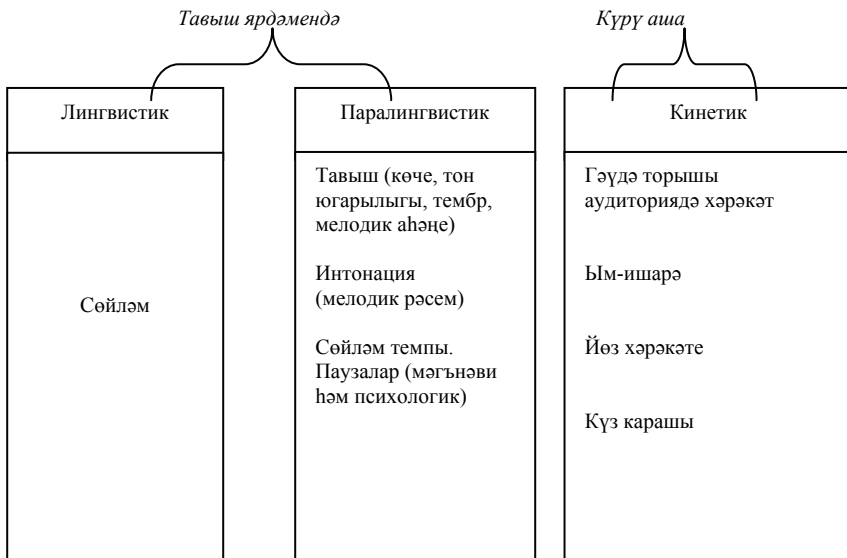 Тавыш ярдәмендә
Күрү аша
Лингвистик
Паралингвистик
Кинетик
Сөйләм
Тавыш (көче, тон
югарылыгы, тембр,
мелодик аһәңе)
Интонация
(мелодик рәсем)
Сөйләм темпы.
Паузалар (мәгънәви
һәм психологик)
Гәүдә торышы
аудиториядә хәрәкәт
Ым-ишарә
Йөз хәрәкәте
Күз карашы